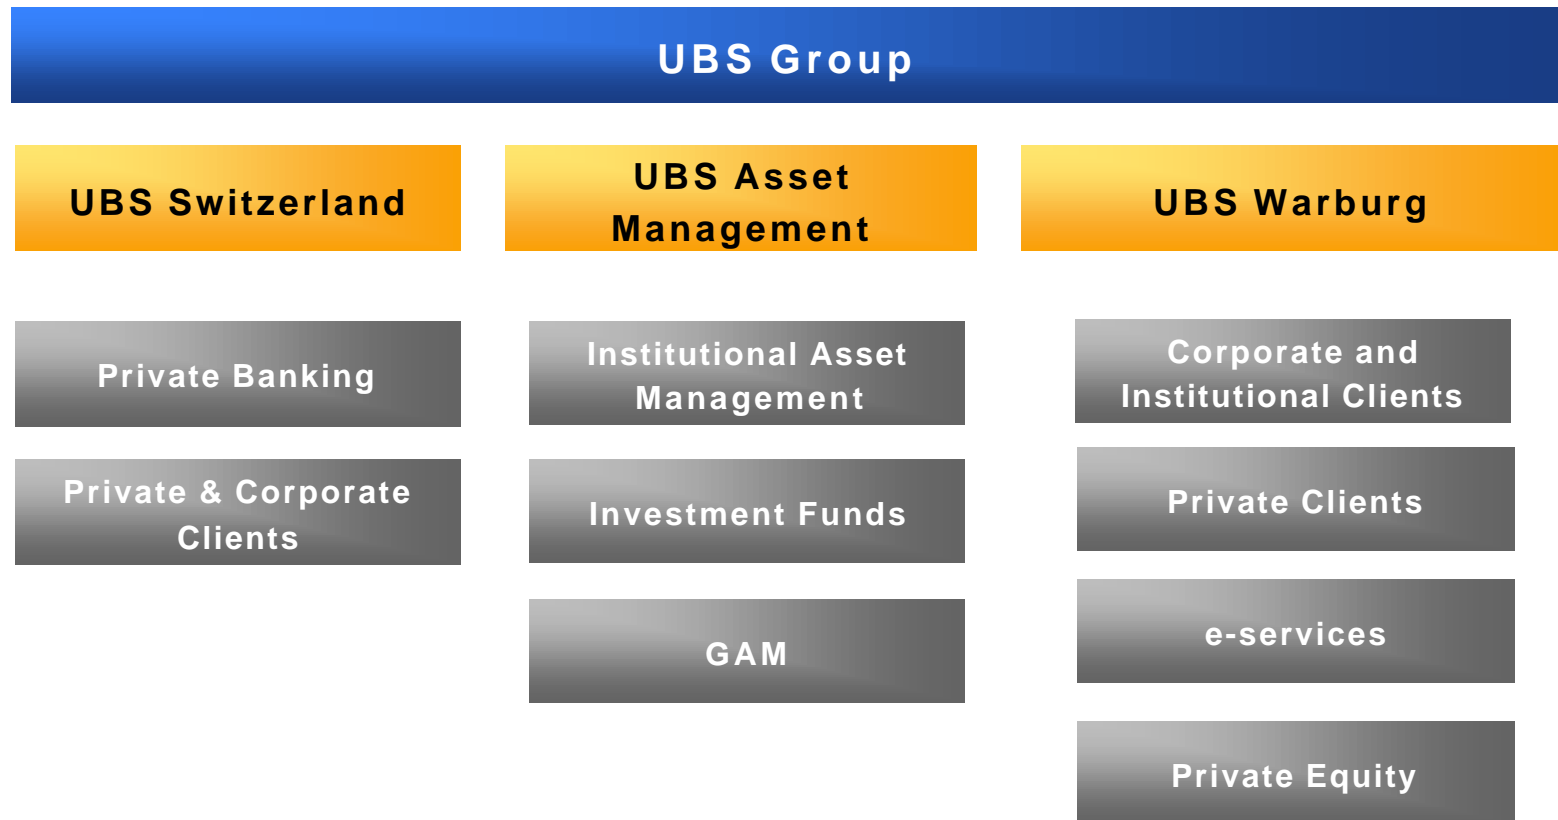 UBS Group
UBS Switzerland
UBS Asset
Management
UBS Warburg
Private Banking
Private & Corporate
Clients
Institutional Asset
Management
Investment Funds
GAM
Corporate and
Institutional Clients
Private Clients
e-services
Private Equity